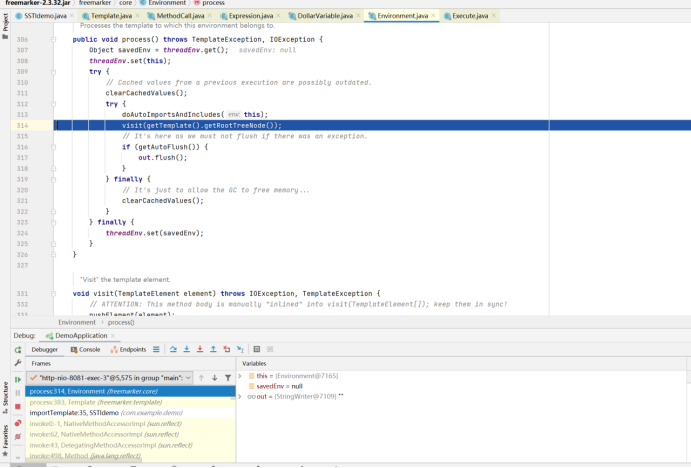 freemarker-2.3.32.jar › freemarker › core › Environment › process
SSTIdemo.java × Template.java × MethodCall.java × Expression.java × DollarVariable.java × Environment.java × Execute.java ×
Project
Processes the template to which this environment belongs to.
306 public void process() throws TemplateException, IOException {
307 Object savedEnv = threadEnv.get(); savedEnv: null
308 threadEnv.set(this);
309 try {
310 // Cached values from a previous execution are possibly outdated.
311 clearCachedValues();
312 try {
313 doAutoImportsAndIncludes( env: this);
314 visit(getTemplate().getRootTreeNode());
315 // It's here as we must not flush if there was an exception.
316 if (getAutoFlush()) {
317 out.flush();
318 }
319 } finally {
320 // It's just to allow the GC to free memory...
321 clearCachedValues();
322 }
323 } finally {
324 threadEnv.set(savedEnv);
325 }
326 }
327
"Visit" the template element.
331 void visit(TemplateElement element) throws IOException, TemplateException {
332 // ATTENTION: This method body is manually "inlined" into visit(TemplateElement[]); keep them in sync!
333 pushElement(element);
Environment › process()
Debug: DemoApplication ×
Debugger Console Endpoints
Frames Variables
"http-nio-8081-exec-3"@5,575 in group "main":
process:314, Environment (freemarker.core)
process:383, Template (freemarker.template)
importTemplate:35, SSTIdemo (com.example.demo)
invoke0:-1, NativeMethodAccessorImpl (sun.reflect)
invoke:62, NativeMethodAccessorImpl (sun.reflect)
invoke:43, DelegatingMethodAccessorImpl (sun.reflect)
invoke:498, Method (java.lang.reflect)
this = {Environment@7165}
savedEnv = null
out = {StringWriter@7109} ""
Structure
Favorites